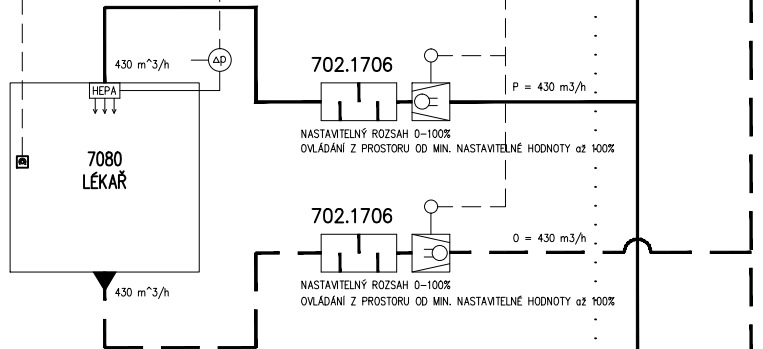 430 m^3/h
Δp
702.1706
HEPA
P = 430 m3/h
NASTAVITELNÝ ROZSAH 0-100%
OVLÁDÁNÍ Z PROSTORU OD MIN. NASTAVITELNÉ HODNOTY až 100%
7080
LÉKAŘ
702.1706
O = 430 m3/h
430 m^3/h
NASTAVITELNÝ ROZSAH 0-100%
OVLÁDÁNÍ Z PROSTORU OD MIN. NASTAVITELNÉ HODNOTY až 100%